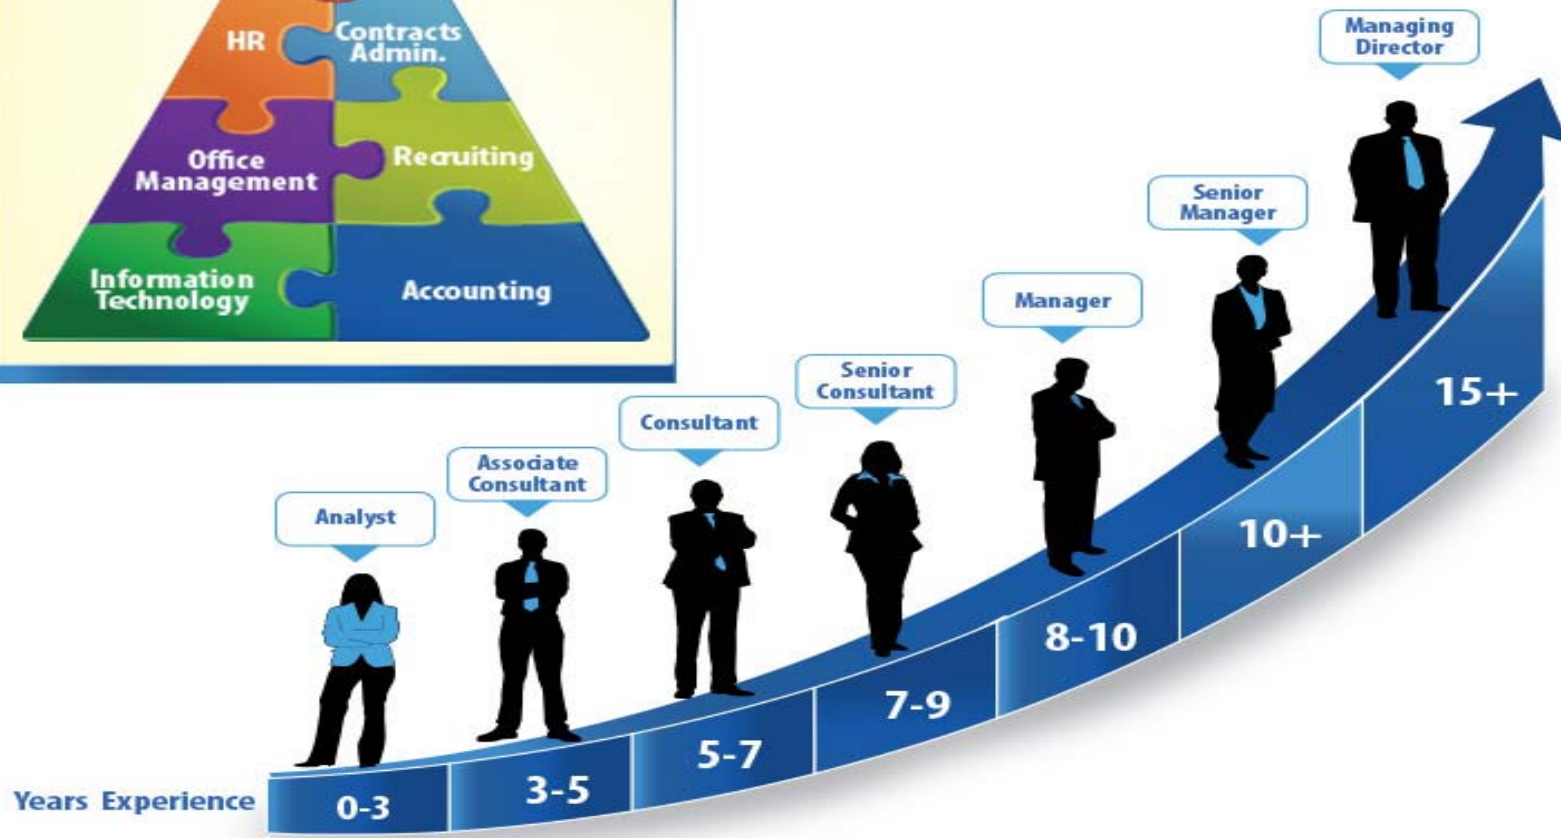 HR
Contracts
Admin.
Office
Management
Recruiting
Information
Technology
Accounting
Managing
Director
Senior
Manager
Manager
Senior
Consultant
Consultant
Associate
Consultant
Analyst
15+
10+
8-10
7-9
5-7
3-5
Years Experience 0-3